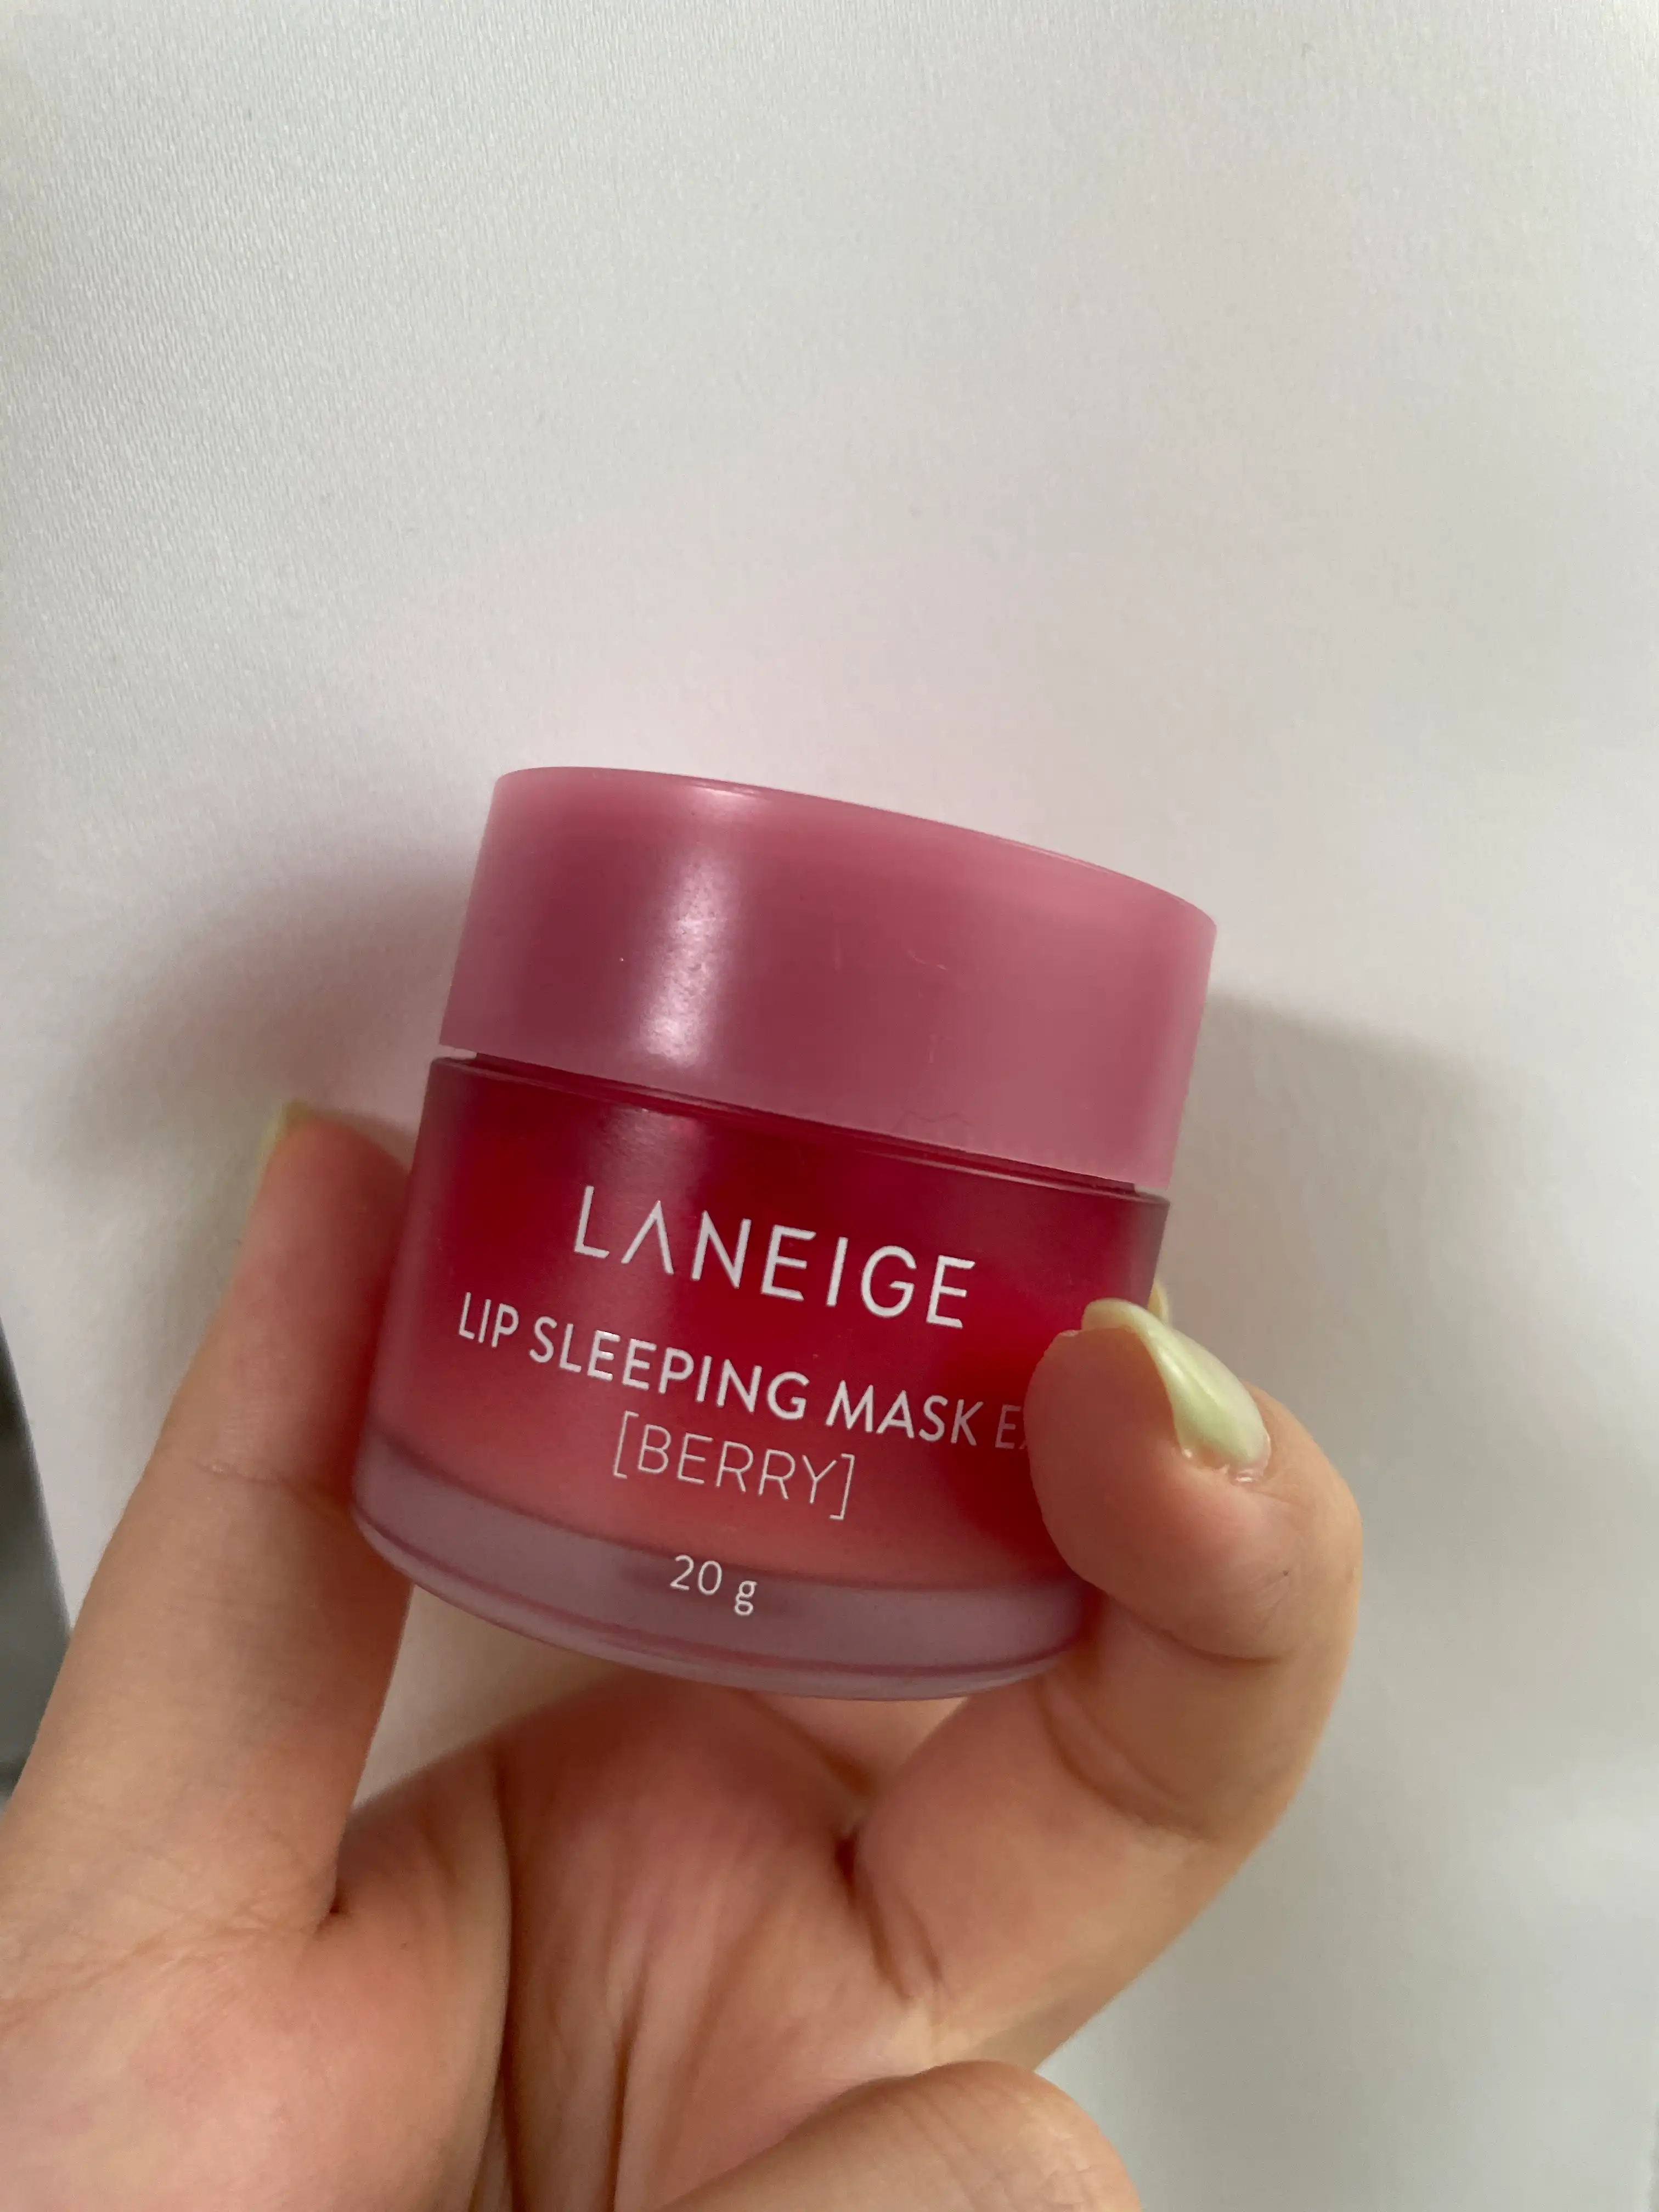 LANEIGE
LIP SLEEPING MASK
[BERRY]
20 g